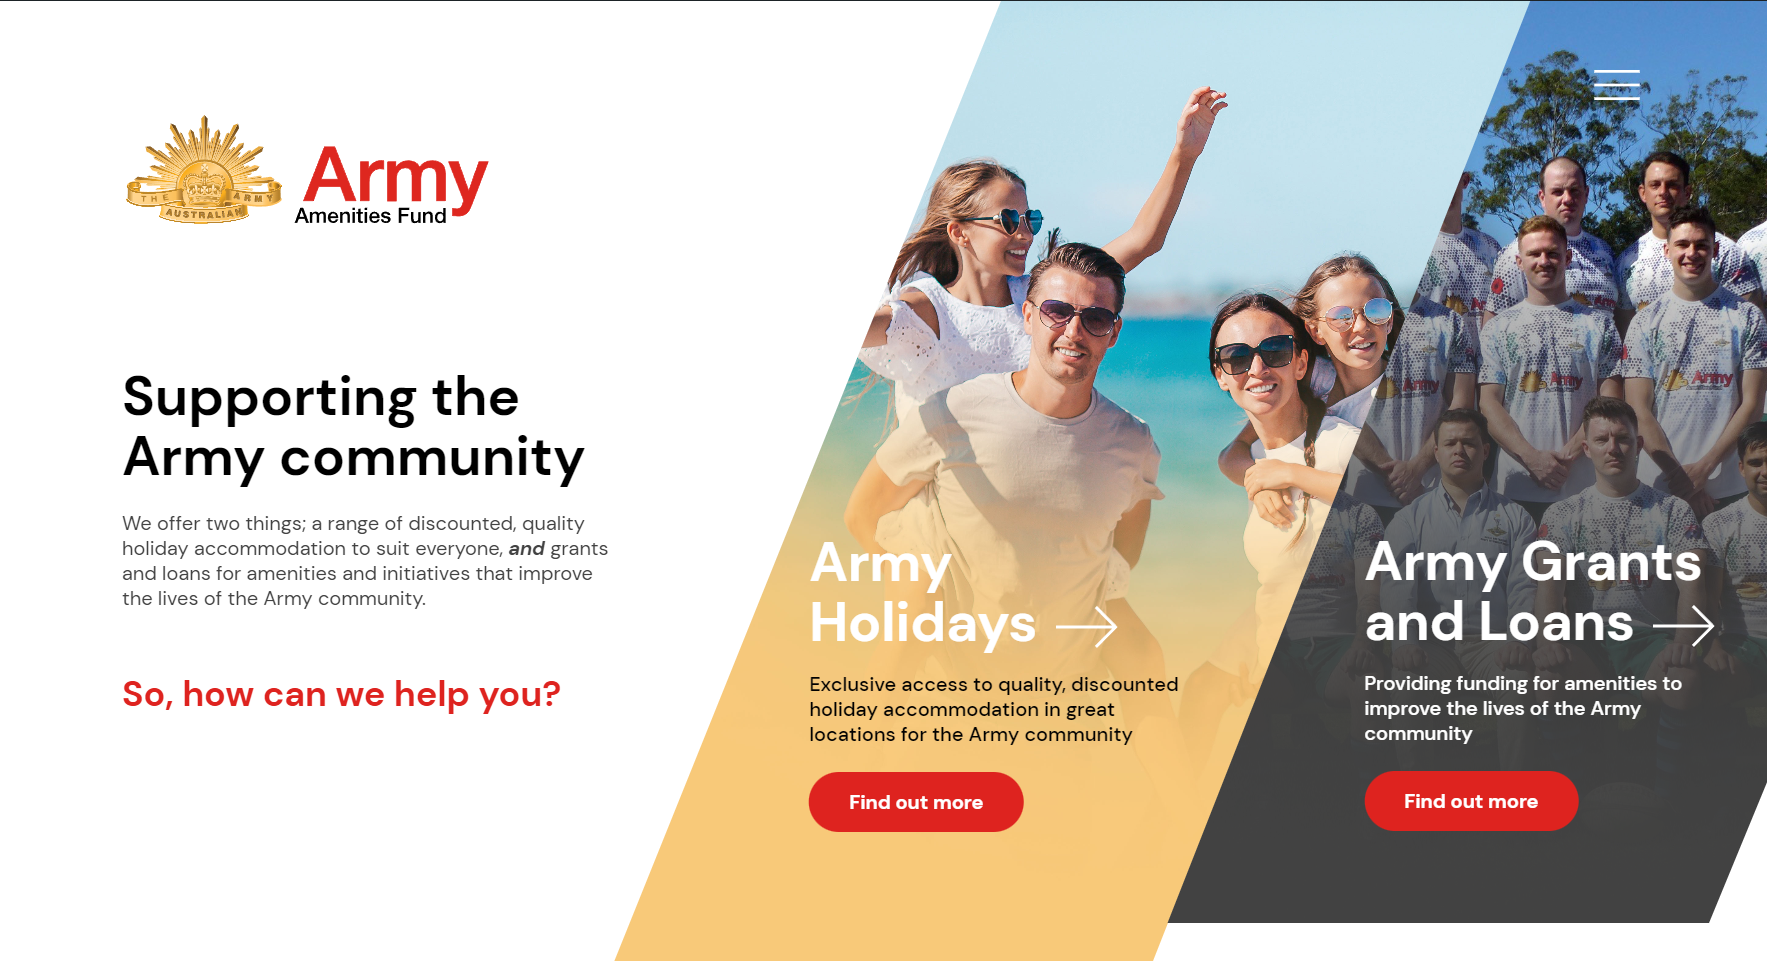 THE AUSTRALIAN ARMY
Army
Amenities Fund
Supporting the
Army community
We offer two things; a range of discounted, quality
holiday accommodation to suit everyone, and grants
and loans for amenities and initiatives that improve
the lives of the Army community.
So, how can we help you?
Army
Holidays
Exclusive access to quality, discounted
holiday accommodation in great
locations for the Army community
Find out more
Army Grants
and Loans
Providing funding for amenities to
improve the lives of the Army
community
Find out more
Army
Army
Army